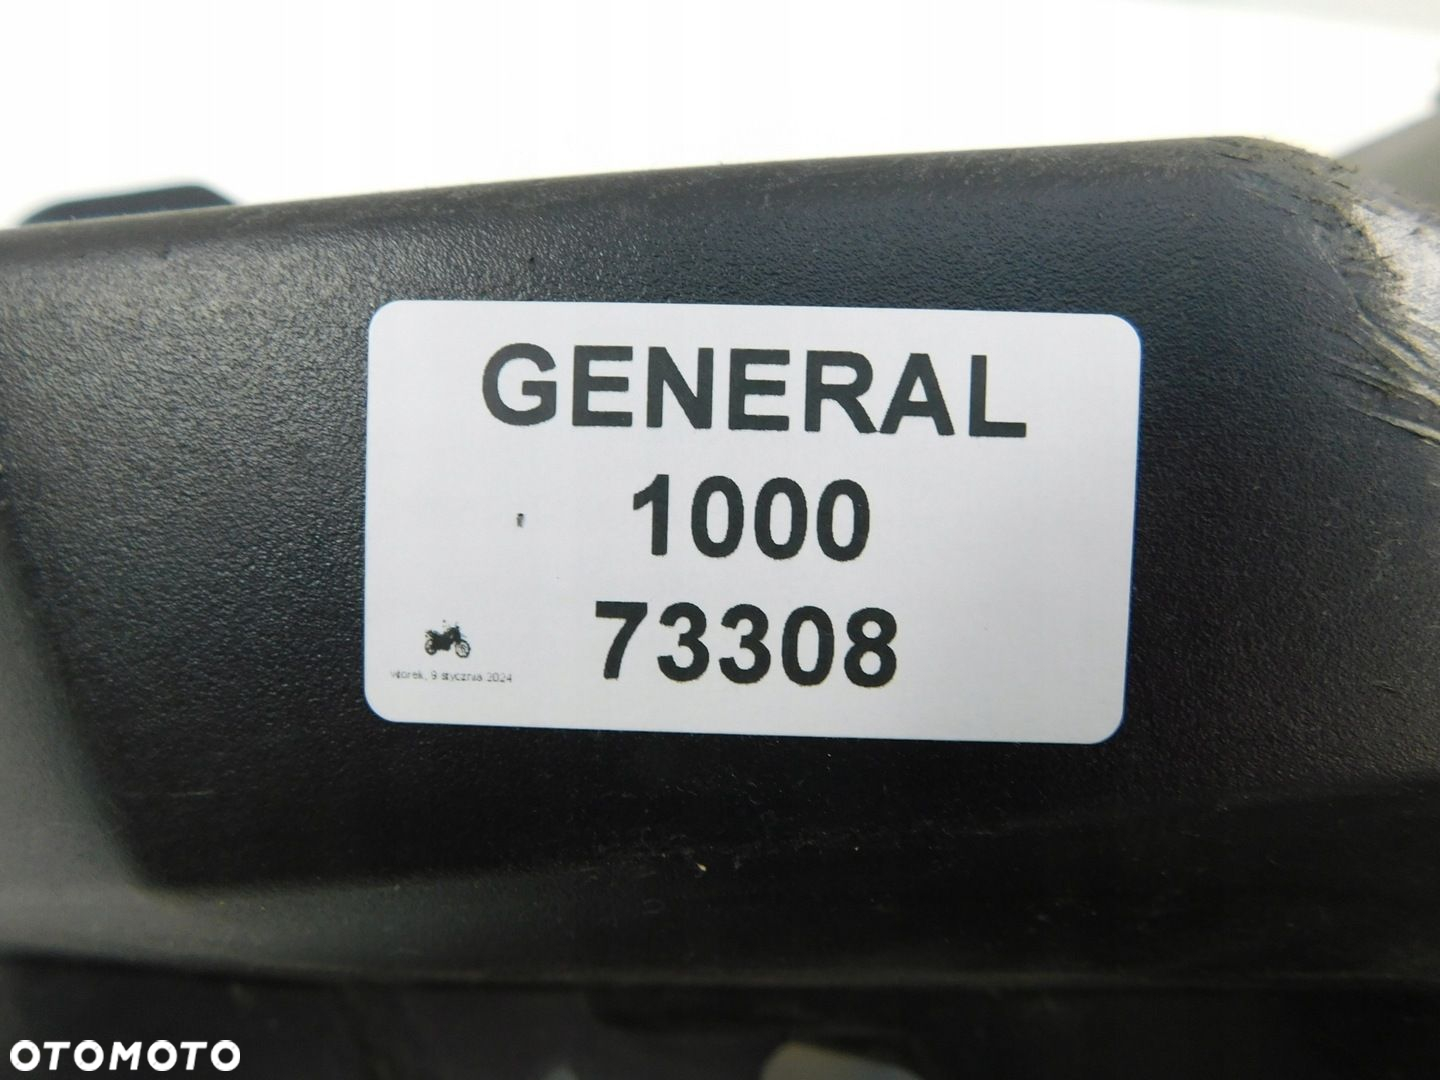 GENERAL
1000
73308
wtorek, 9 stycznia 2024
OTOMOTO